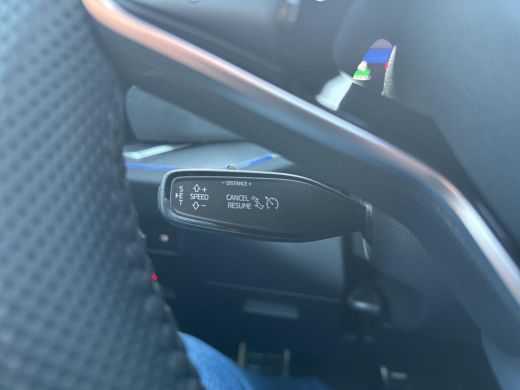 - DISTANCE +
SET
+
SPEED
-
CANCEL
RESUME